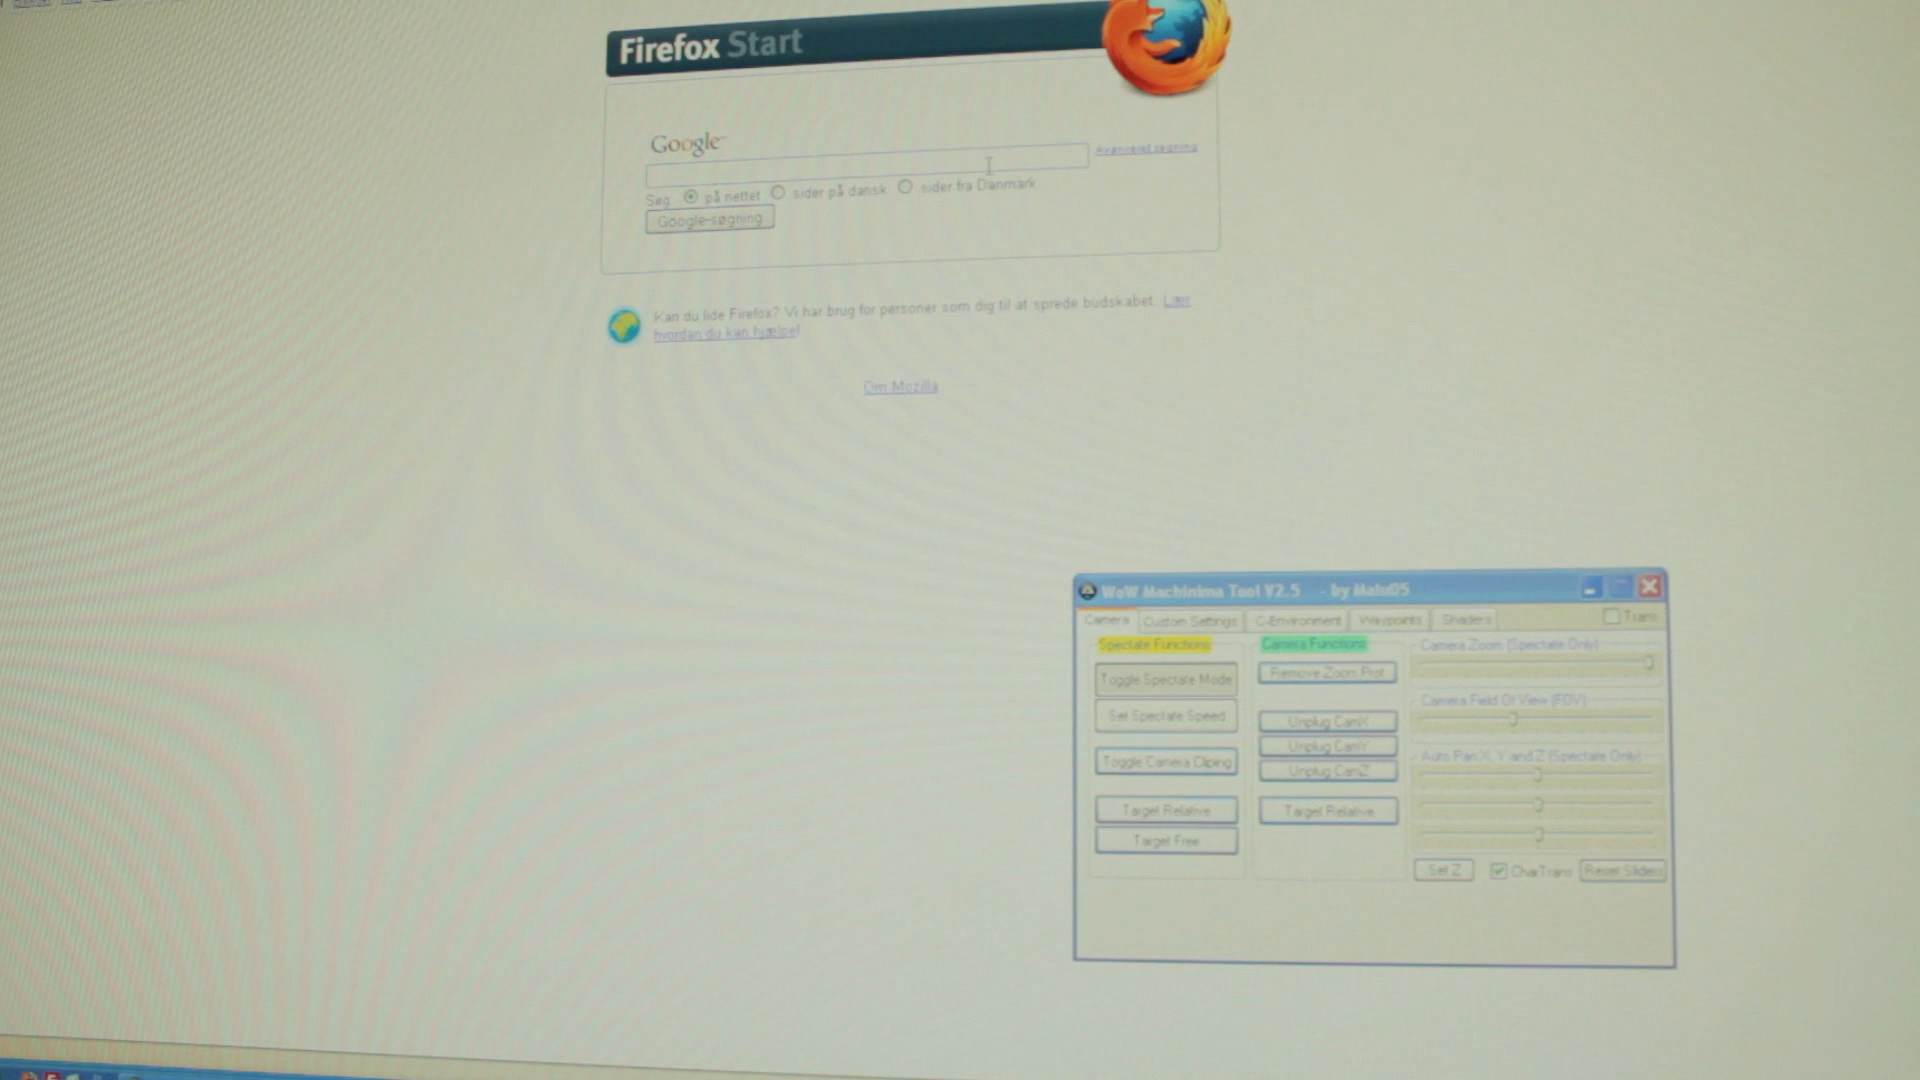 Firefox Start
Google
Avanceret søgning
Søg på nettet sider på dansk sider fra Danmark
Google-søgning
Kan du lide Firefox? Vi har brug for personer som dig til at sprede budskabet. Lær
hvordan du kan hjælpe!
Om Mozilla
WoW Machinima Tool V2.5 - by Malu05
Camera Custom Settings C-Environment Waypoints Shaders Trans
Spectate Functions
Toggle Spectate Mode
Set Spectate Speed
Toggle Camera Cliping
Target Relative
Target Free
Camera Functions
Remove Zoom Prot
Unplug CamX
Unplug CamY
Unplug CamZ
Target Relative
Camera Zoom (Spectate Only)
Camera Field Of View (FOV)
Auto Pan X, Y and Z (Spectate Only)
Set Z CharTrans Reset Sliders